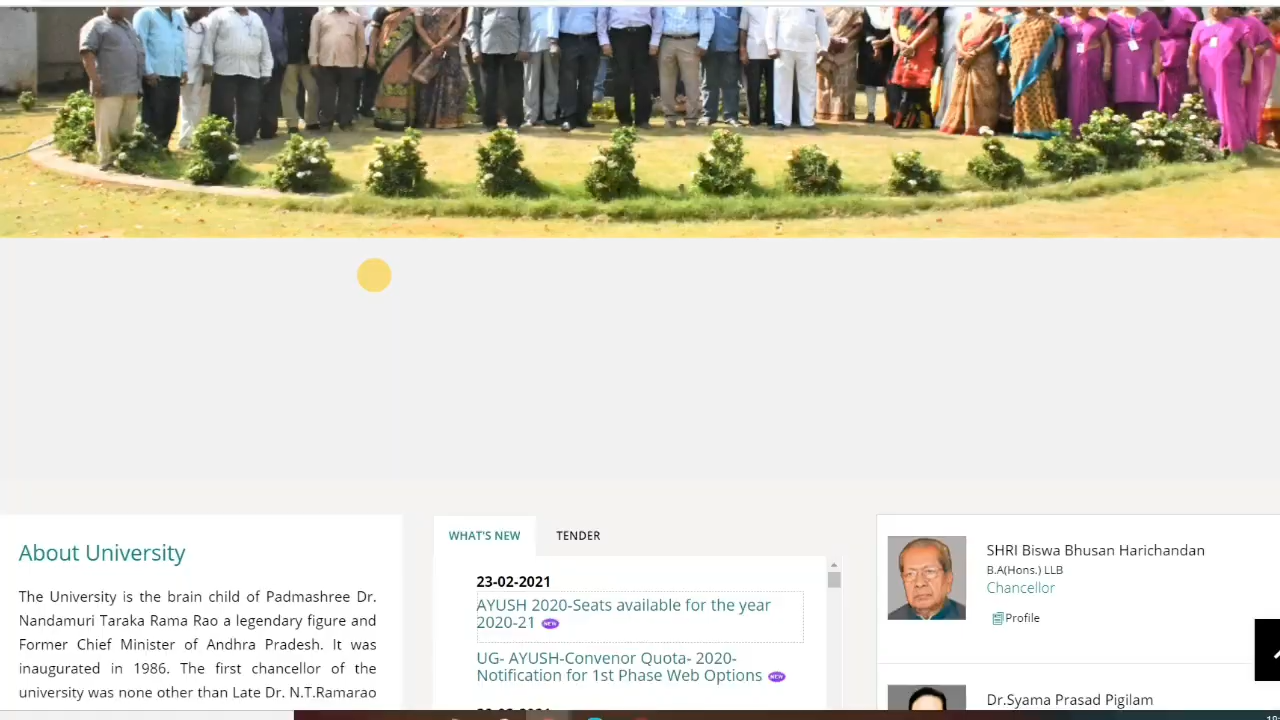 About University
The University is the brain child of Padmashree Dr.
Nandamuri Taraka Rama Rao, legendary figure and
Former Chief Minister of Andhra Pradesh. It was
inaugurated in 1986. The first chancellor of the
university was none other than Late Dr. N.T.Ramarao
WHAT'S NEW
TENDER
23-02-2021
AYUSH 2020-Seats available for the year
2020-21 NEW
UG- AYUSH-Convenor Quota- 2020-
Notification for 1st Phase Web Options NEW
SHRI Biswa Bhusan Harichandan
B.A(Hons.) LLB
Chancellor
Profile
Dr.Syama Prasad Pigilam